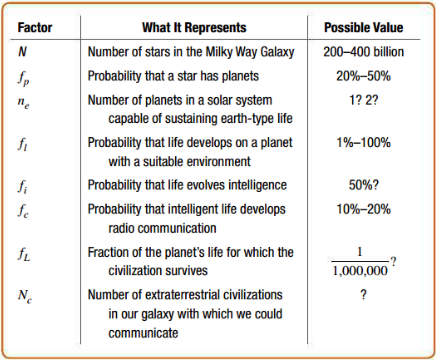 Factor What It Represents Possible Value
N Number of stars in the Milky Way Galaxy 200–400 billion
f_p Probability that a star has planets 20%–50%
n_e Number of planets in a solar system 1? 2?
capable of sustaining earth-type life
f_l Probability that life develops on a planet 1%–100%
with a suitable environment
f_i Probability that life evolves intelligence 50%?
f_c Probability that intelligent life develops 10%–20%
radio communication
f_L Fraction of the planet's life for which the 1/1,000,000?
civilization survives
N_c Number of extraterrestrial civilizations ?
in our galaxy with which we could
communicate